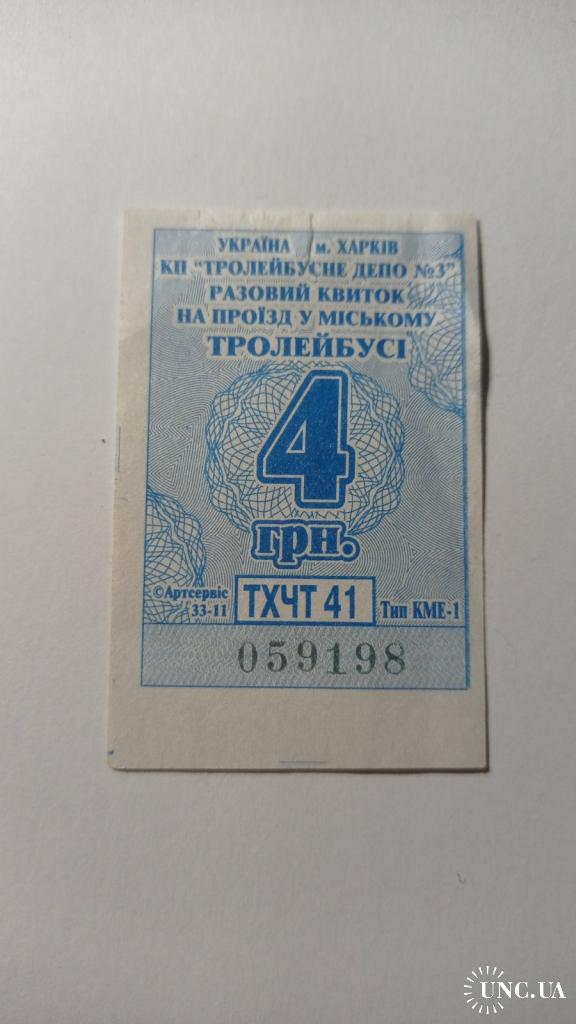 УКРАЇНА м. ХАРКІВ
КП "ТРОЛЕЙБУСНЕ ДЕПО №3"
РАЗОВИЙ КВИТОК
НА ПРОЇЗД У МІСЬКОМУ
ТРОЛЕЙБУСІ
4
грн.
©Артсервіс
33-11
ТХЧТ 41
Тип КМЕ-1
059198
UNC.UA